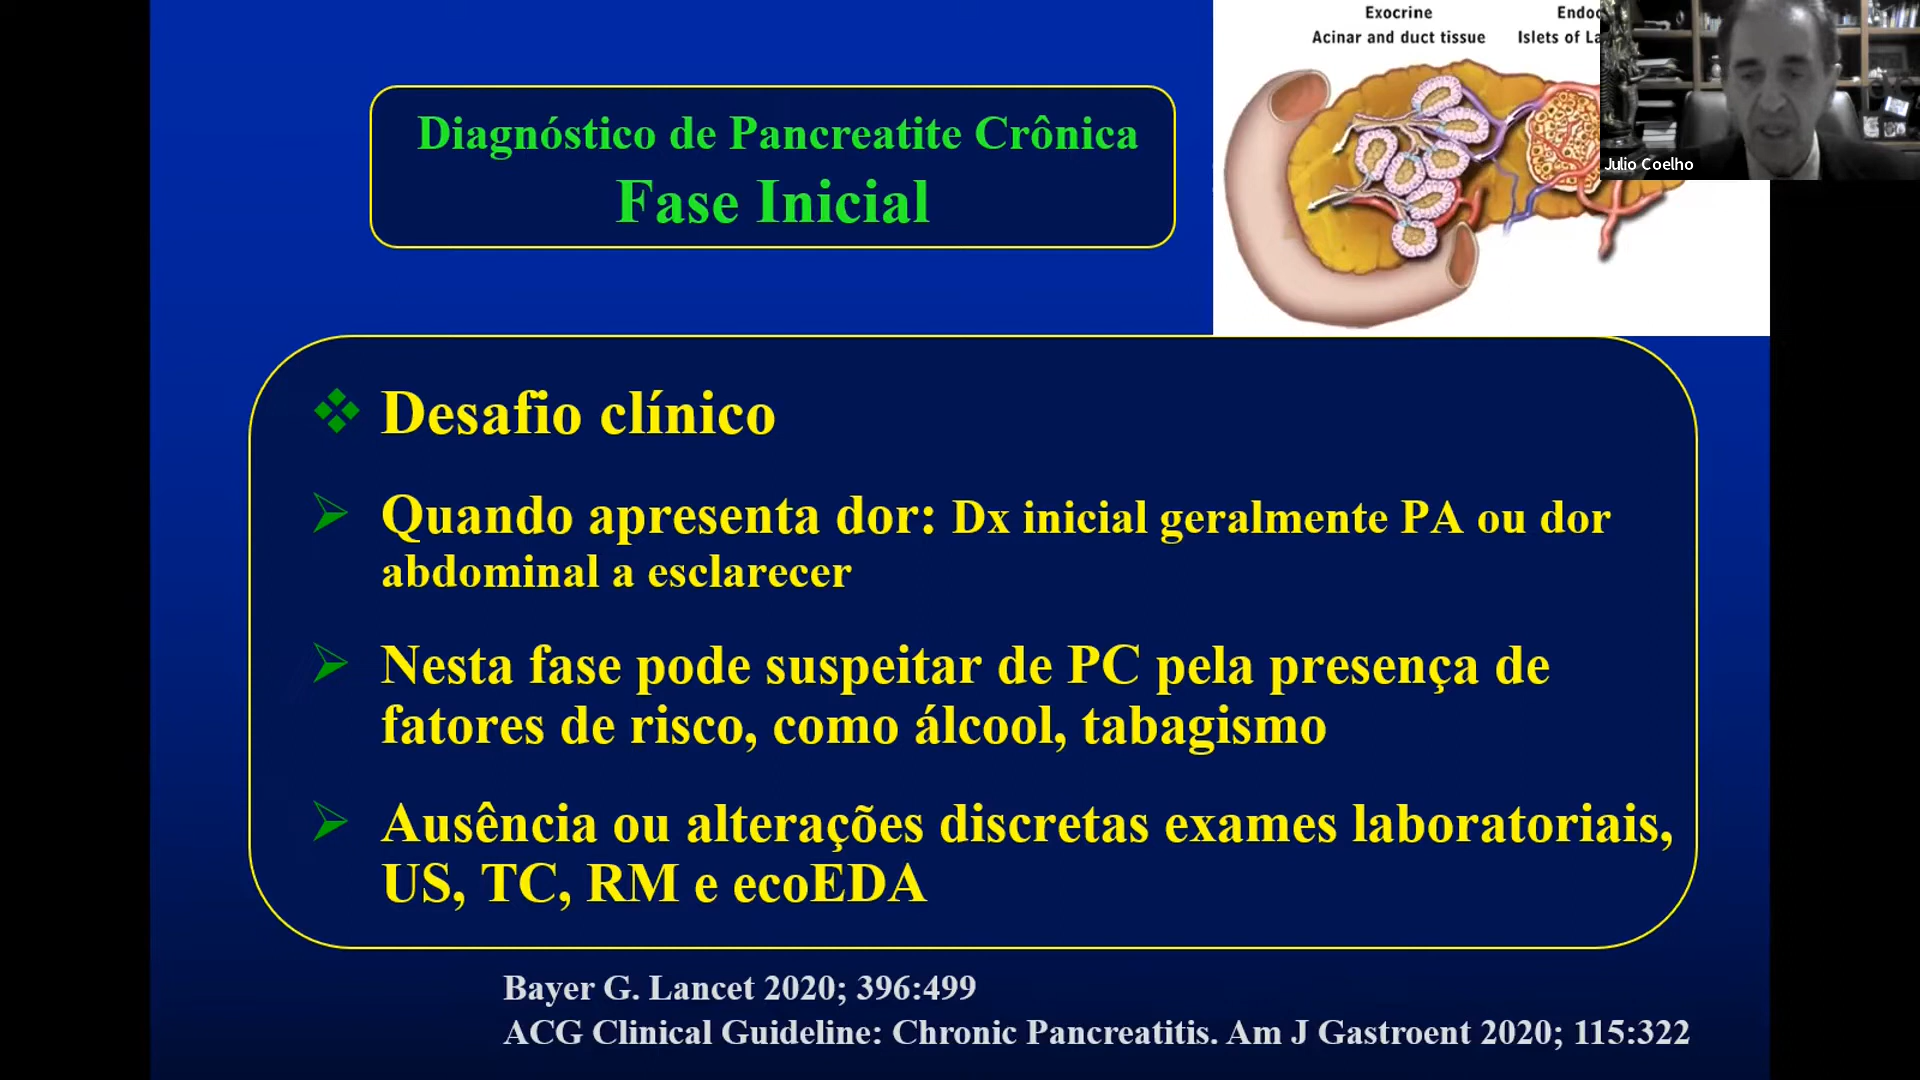 Exocrine
Acinar and duct tissue
Islets of
Julio Coelho
Diagnóstico de Pancreatite Crônica
Fase Inicial
Desafio clínico
Quando apresenta dor: Dx inicial geralmente PA ou dor
abdominal a esclarecer
Nesta fase pode suspeitar de PC pela presença de
fatores de risco, como álcool, tabagismo
Ausência ou alterações discretas exames laboratoriais,
US, TC, RM e ecoEDA
Bayer G. Lancet 2020; 396:499
ACG Clinical Guideline: Chronic Pancreatitis. Am J Gastroent 2020; 115:322